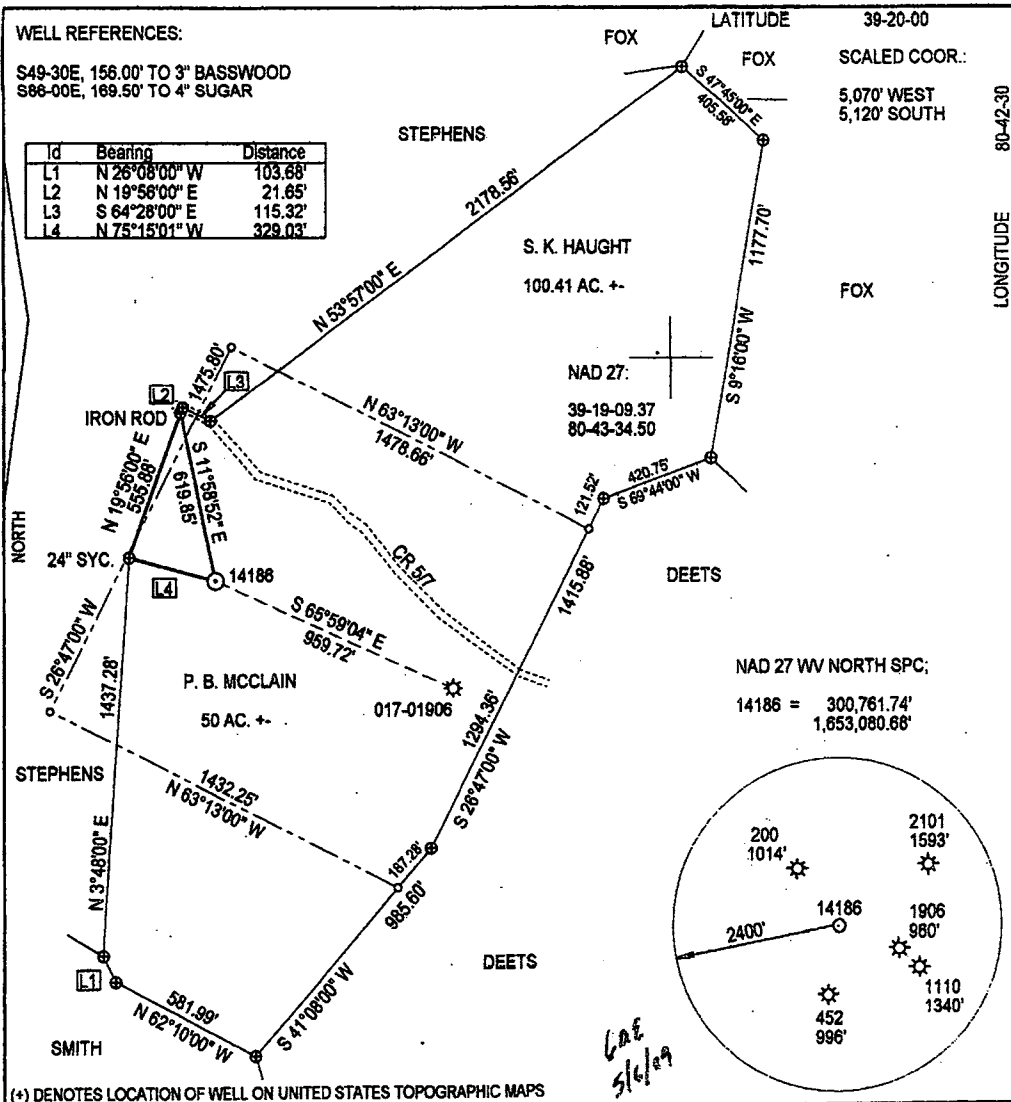 WELL REFERENCES:
S49-30E, 156.00' TO 3" BASSWOOD
S86-00E, 169.50' TO 4" SUGAR
Id Bearing Distance
L1 N 26°08'00" W 103.68'
L2 N 19°56'00" E 21.65'
L3 S 64°28'00" E 115.32'
L4 N 75°15'01" W 329.03'
LATITUDE 39-20-00
SCALED COOR.:
5,070' WEST
5,120' SOUTH
LONGITUDE 80-42-30
FOX
FOX
S 47°45'00" E
405.58'
STEPHENS
2178.56'
N 53°57'00" E
S. K. HAUGHT
100.41 AC. +-
1177.70'
S 9°16'00" W
FOX
NAD 27:
39-19-09.37
80-43-34.50
1475.80'
L2
L3
IRON ROD
N 63°13'00" W
1478.66'
N 19°56'00" E
555.88'
S 11°58'52" E
619.85'
121.52'
420.75'
S 69°44'00" W
NORTH
24" SYC.
L4
14186
CR 5/7
1415.88'
DEETS
S 65°59'04" E
959.72'
S 26°47'00" W
1437.28'
P. B. MCCLAIN
50 AC. +-
017-01906
1294.36'
S 26°47'00" W
NAD 27 WV NORTH SPC;
14186 = 300,761.74'
1,653,080.68'
STEPHENS
1432.25'
N 63°13'00" W
N 3°48'00" E
985.60'
S 41°08'00" W
DEETS
L1
581.99'
N 62°10'00" W
SMITH
200
1014'
2101
1593'
14186
2400'
1906
980'
1110
1340'
452
996'
5/6/09
(+) DENOTES LOCATION OF WELL ON UNITED STATES TOPOGRAPHIC MAPS